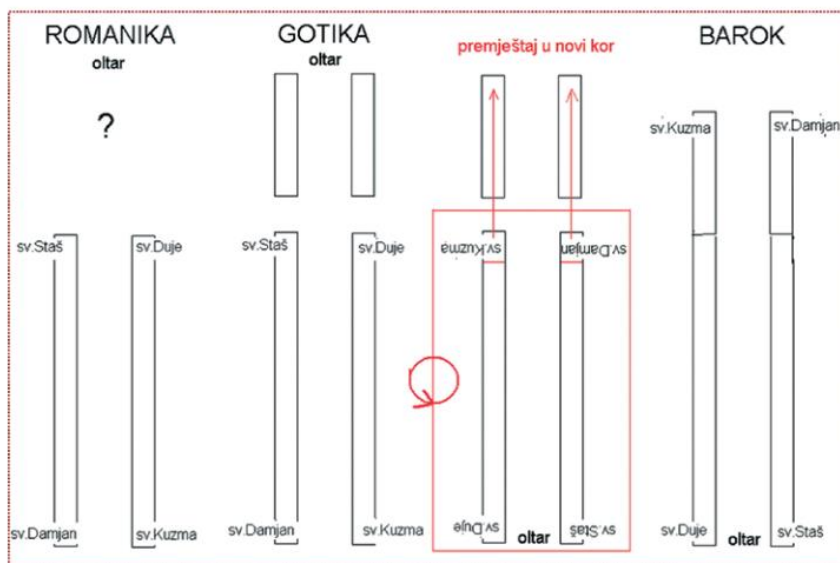 ROMANIKA
oltar
?
sv.Staš
sv.Duje
sv.Damjan
sv.Kuzma
GOTIKA
oltar
sv.Staš
sv.Duje
sv.Damjan
sv.Kuzma
premještaj u novi kor
sv.Kuzma
sv.Damjan
sv.Duje
oltar
sv.Staš
BAROK
sv.Kuzma
sv.Damjan
sv.Duje
oltar
sv.Staš